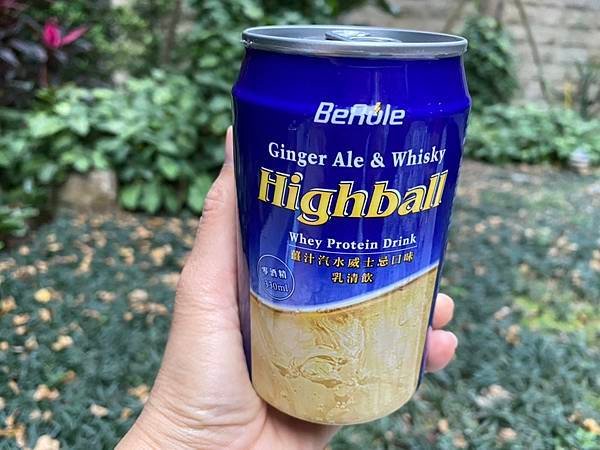 BeAble
Ginger Ale & Whisky
Highball
Whey Protein Drink
薑汁汽水威士忌口味
乳清飲
零酒精
330ml